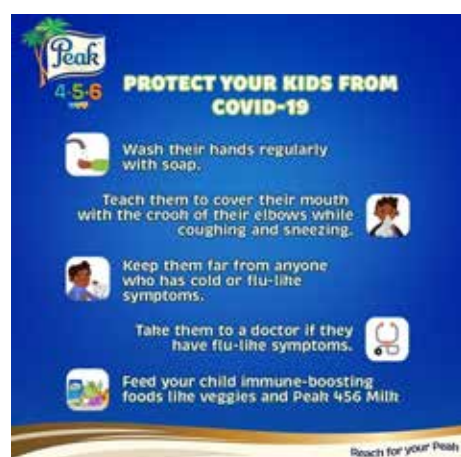 Peak
4·5·6
PROTECT YOUR KIDS FROM
COVID-19
Wash their hands regularly
with soap.
Teach them to cover their mouth
with the crook of their elbows while
coughing and sneezing.
Keep them far from anyone
who has cold or flu-like
symptoms.
Take them to a doctor if they
have flu-like symptoms.
Feed your child immune-boosting
foods like veggies and Peak 456 Milk
Reach for your Peak